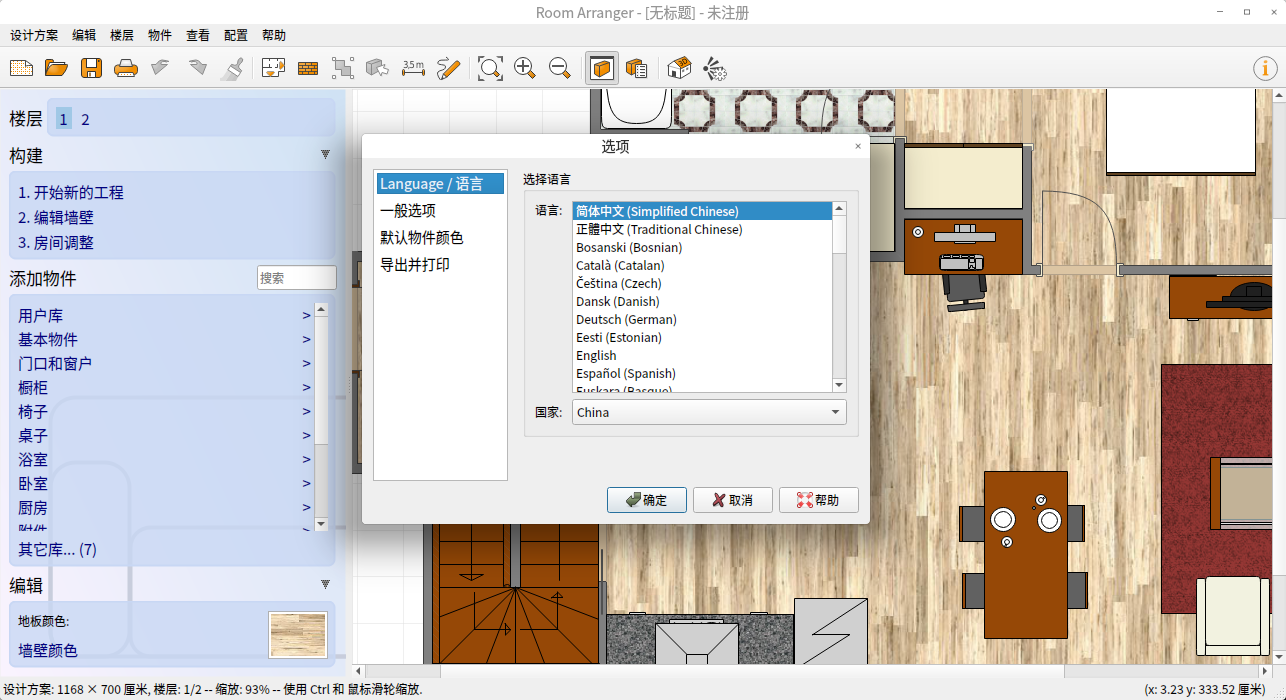 Room Arranger - [无标题] - 未注册
设计方案 编辑 楼层 物件 查看 配置 帮助
3,5 m
3D
楼层 1 2
构建
1. 开始新的工程
2. 编辑墙壁
3. 房间调整
添加物件 搜索
用户库 >
基本物件 >
门口和窗户 >
橱柜 >
椅子 >
桌子 >
浴室 >
卧室 >
厨房 >
附件 >
其它库... (7)
编辑
地板颜色:
墙壁颜色
选项
Language / 语言
一般选项
默认物件颜色
导出并打印
选择语言
语言:
简体中文 (Simplified Chinese)
正體中文 (Traditional Chinese)
Bosanski (Bosnian)
Català (Catalan)
Čeština (Czech)
Dansk (Danish)
Deutsch (German)
Eesti (Estonian)
English
Español (Spanish)
Euskara (Basque)
国家: China
确定 取消 帮助
设计方案: 1168 × 700 厘米, 楼层: 1/2 -- 缩放: 93% -- 使用 Ctrl 和 鼠标滑轮缩放.
(x: 3.23 y: 333.52 厘米)